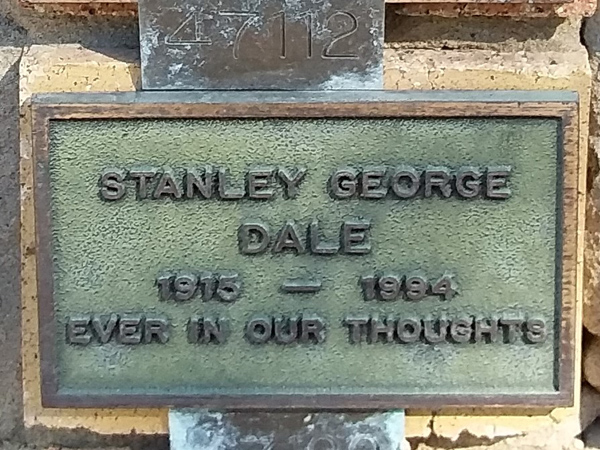 47112
STANLEY GEORGE
DALE
1915 — 1994
EVER IN OUR THOUGHTS